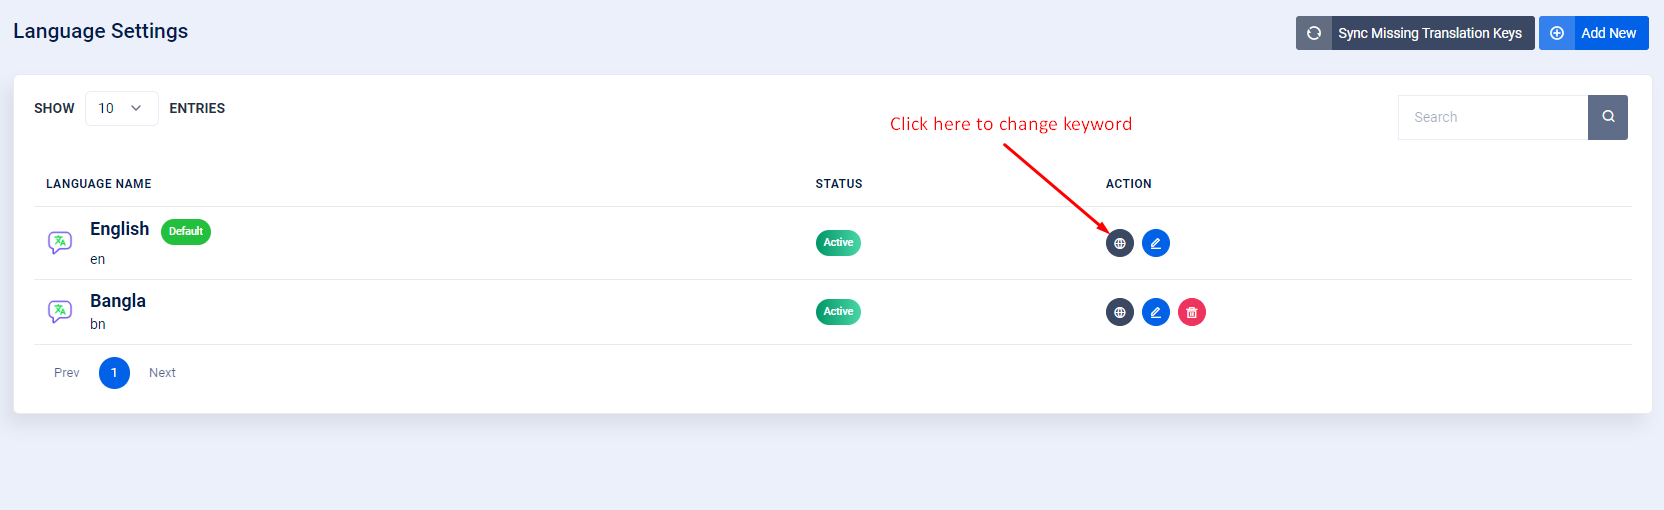 Language Settings
Sync Missing Translation Keys
Add New
SHOW 10 ENTRIES
Search
Click here to change keyword
LANGUAGE NAME STATUS ACTION
English Default Active
en
Bangla Active
bn
Prev 1 Next